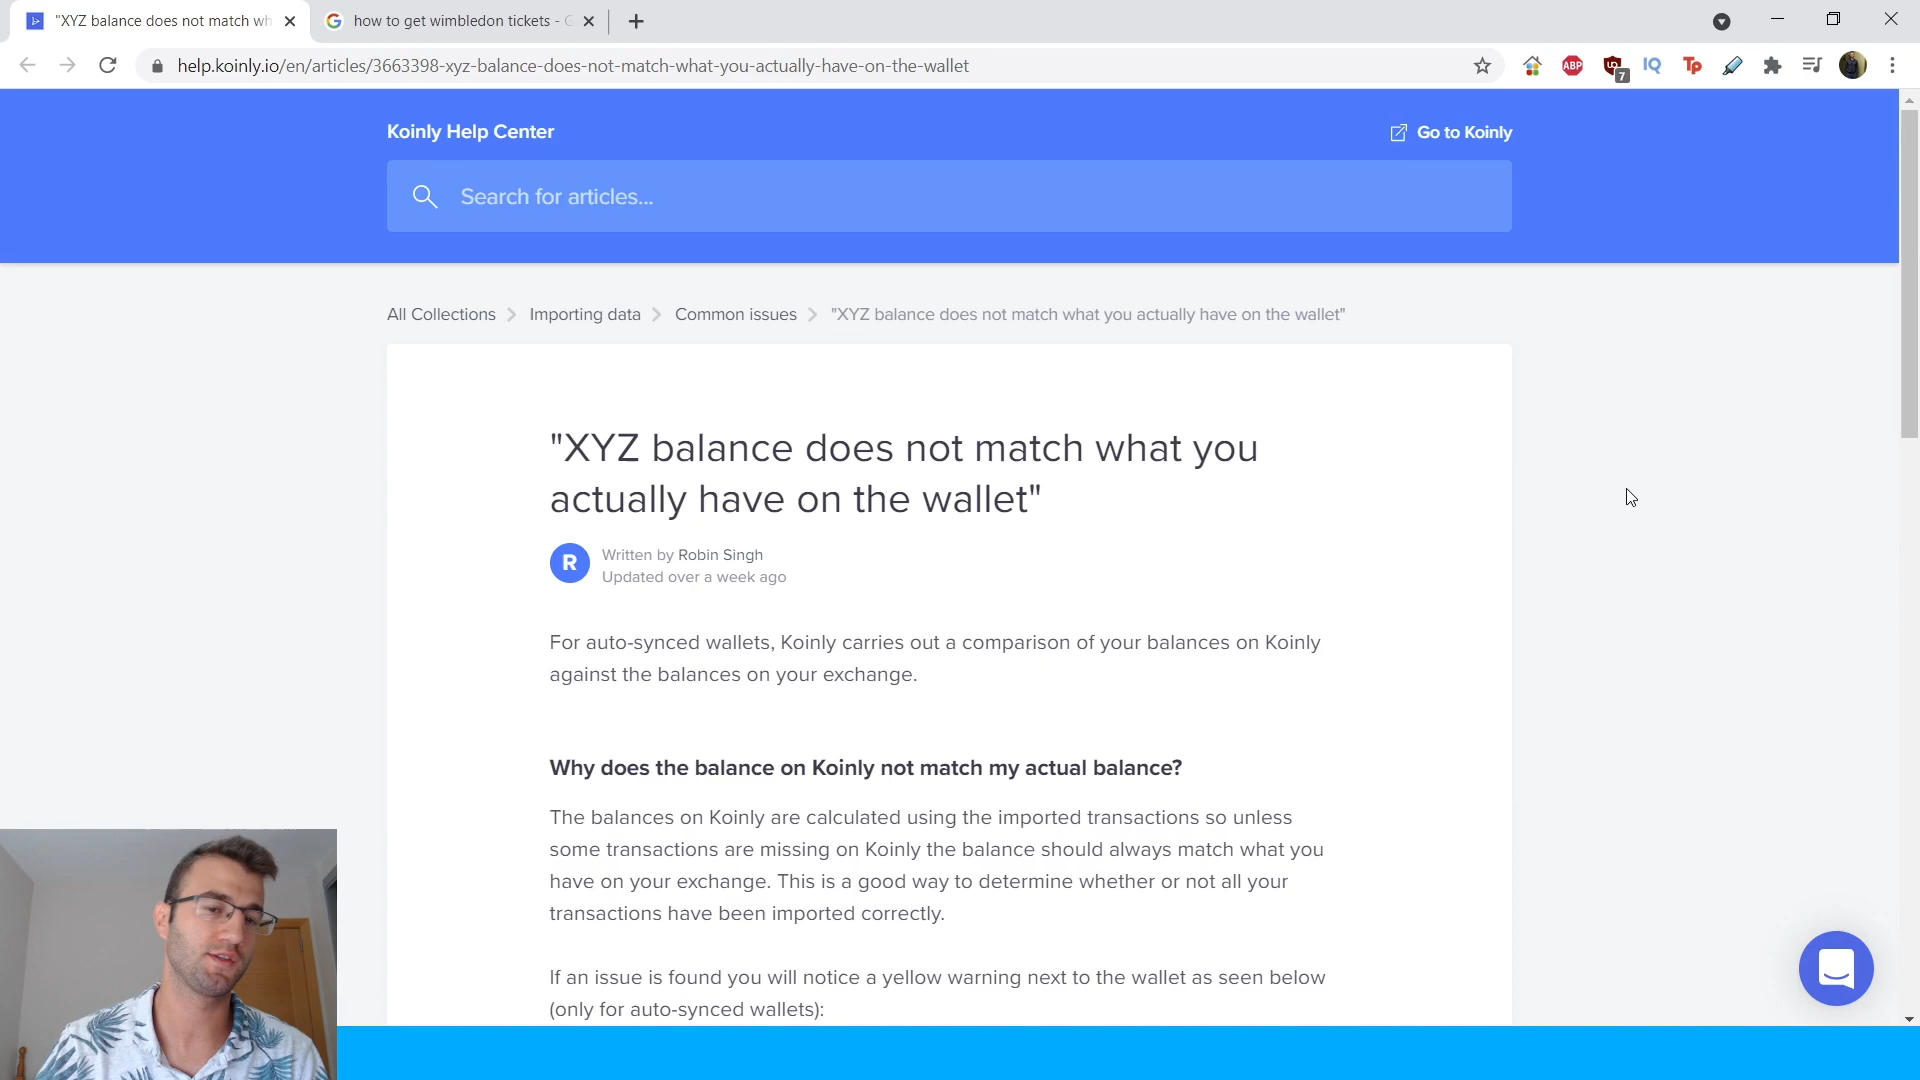 "XYZ balance does not match wh
how to get wimbledon tickets - G
help.koinly.io/en/articles/3663398-xyz-balance-does-not-match-what-you-actually-have-on-the-wallet
ABP
7
IQ
Tp
Koinly Help Center
Go to Koinly
Search for articles...
All Collections
Importing data
Common issues
"XYZ balance does not match what you actually have on the wallet"
"XYZ balance does not match what you
actually have on the wallet"
R
Written by Robin Singh
Updated over a week ago
For auto-synced wallets, Koinly carries out a comparison of your balances on Koinly
against the balances on your exchange.
Why does the balance on Koinly not match my actual balance?
The balances on Koinly are calculated using the imported transactions so unless
some transactions are missing on Koinly the balance should always match what you
have on your exchange. This is a good way to determine whether or not all your
transactions have been imported correctly.
If an issue is found you will notice a yellow warning next to the wallet as seen below
(only for auto-synced wallets):